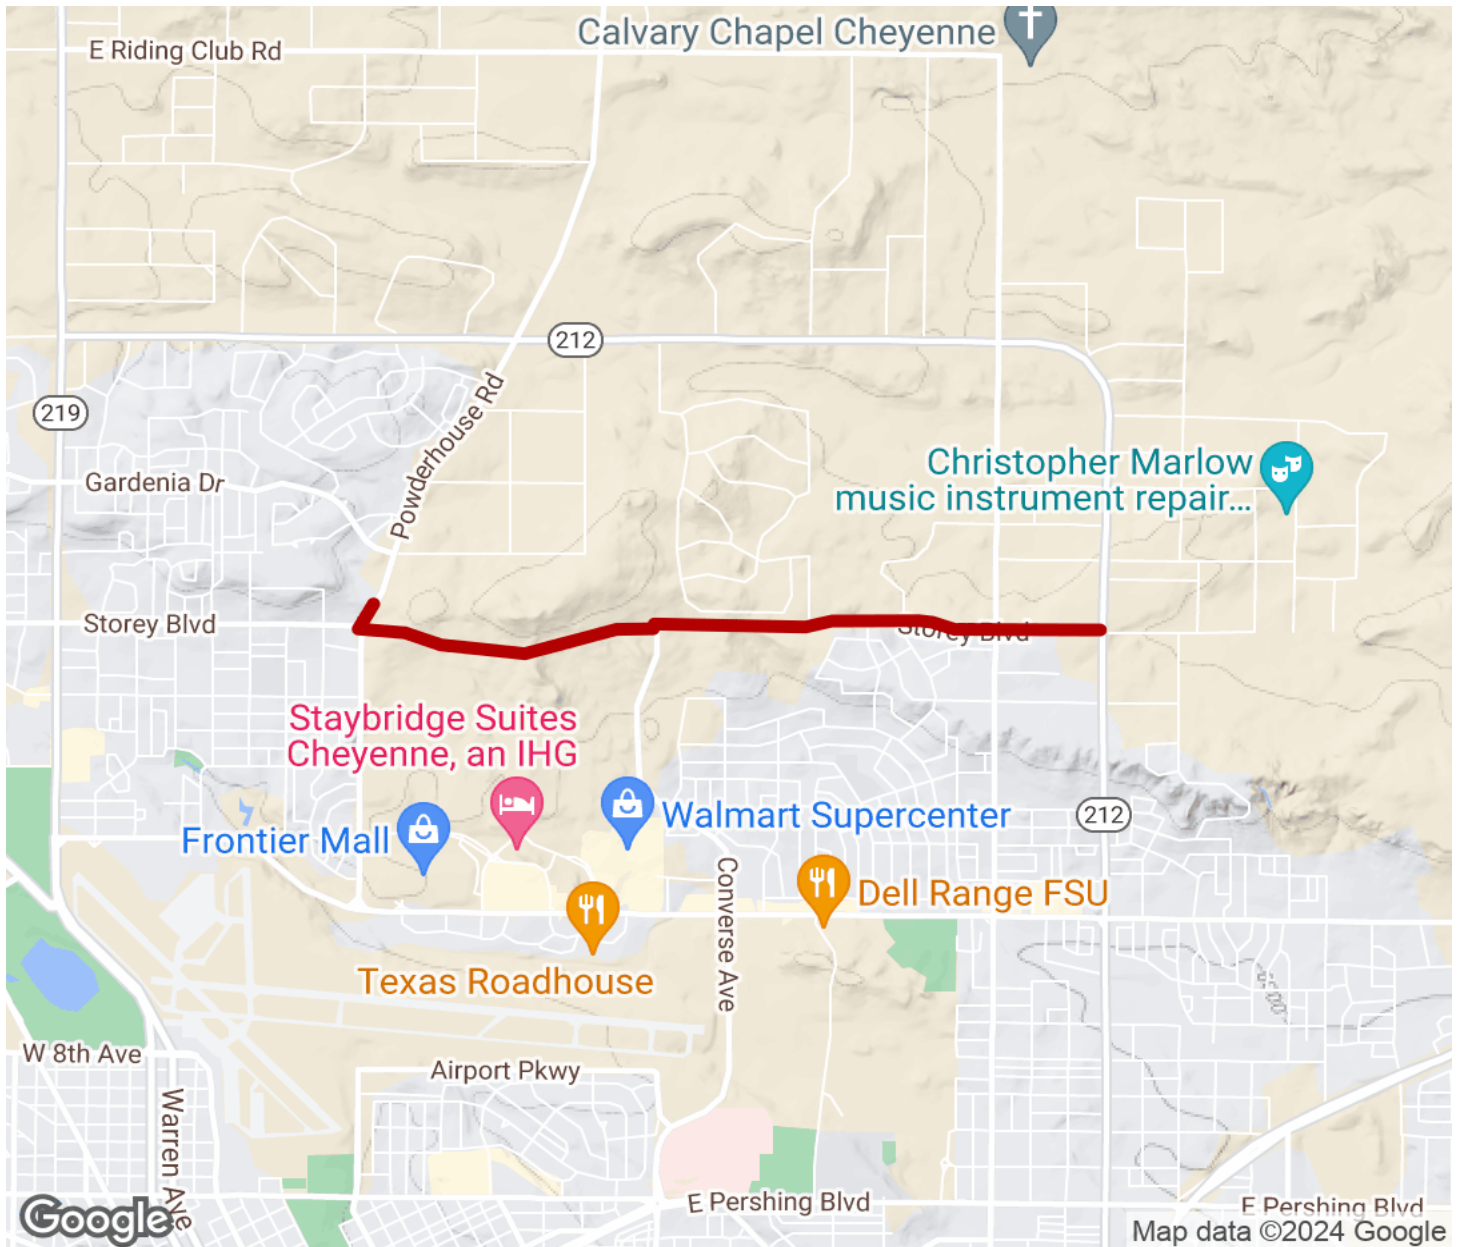 Calvary Chapel Cheyenne
E Riding Club Rd
212
Powderhouse Rd
219
Gardenia Dr
Christopher Marlow
music instrument repair...
Storey Blvd
Storey Blvd
Staybridge Suites
Cheyenne, an IHG
Walmart Supercenter
212
Frontier Mall
Converse Ave
Dell Range FSU
Texas Roadhouse
W 8th Ave
Airport Pkwy
Warren Ave
E Pershing Blvd
E Pershing Blvd
Google
Map data ©2024 Google